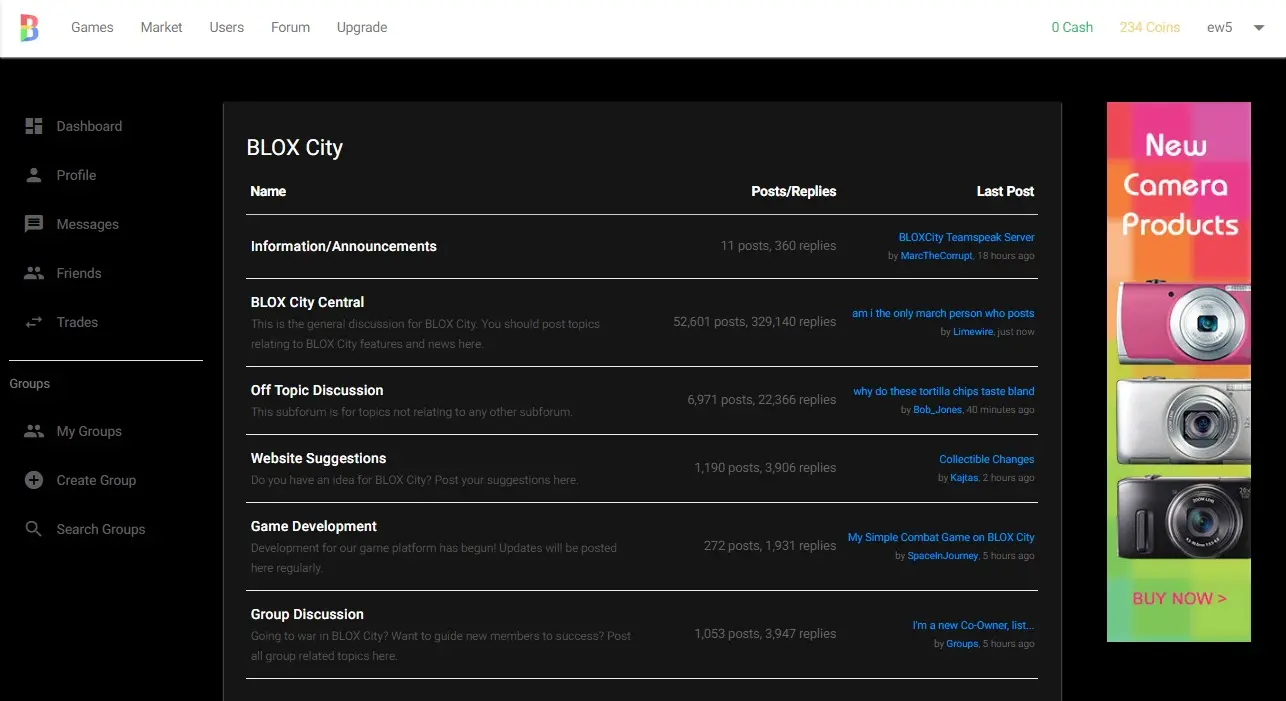 B Games Market Users Forum Upgrade 0 Cash 234 Coins ew5
Dashboard
Profile
Messages
Friends
Trades
Groups
My Groups
Create Group
Search Groups
BLOX City
Name Posts/Replies Last Post
Information/Announcements 11 posts, 360 replies BLOXCity Teamspeak Server
by MarcTheCorrupt, 18 hours ago
BLOX City Central
This is the general discussion for BLOX City. You should post topics
relating to BLOX City features and news here.
52,601 posts, 329,140 replies
am i the only march person who posts
by Limewire, just now
Off Topic Discussion
This subforum is for topics not relating to any other subforum.
6,971 posts, 22,366 replies
why do these tortilla chips taste bland
by Bob_Jones, 40 minutes ago
Website Suggestions
Do you have an idea for BLOX City? Post your suggestions here.
1,190 posts, 3,906 replies
Collectible Changes
by Kajtas, 2 hours ago
Game Development
Development for our game platform has begun! Updates will be posted
here regularly.
272 posts, 1,931 replies
My Simple Combat Game on BLOX City
by SpaceInJourney, 5 hours ago
Group Discussion
Going to war in BLOX City? Want to guide new members to success? Post
all group related topics here.
1,053 posts, 3,947 replies
I'm a new Co-Owner, list...
by Groups, 5 hours ago
New
Camera
Products
BUY NOW >